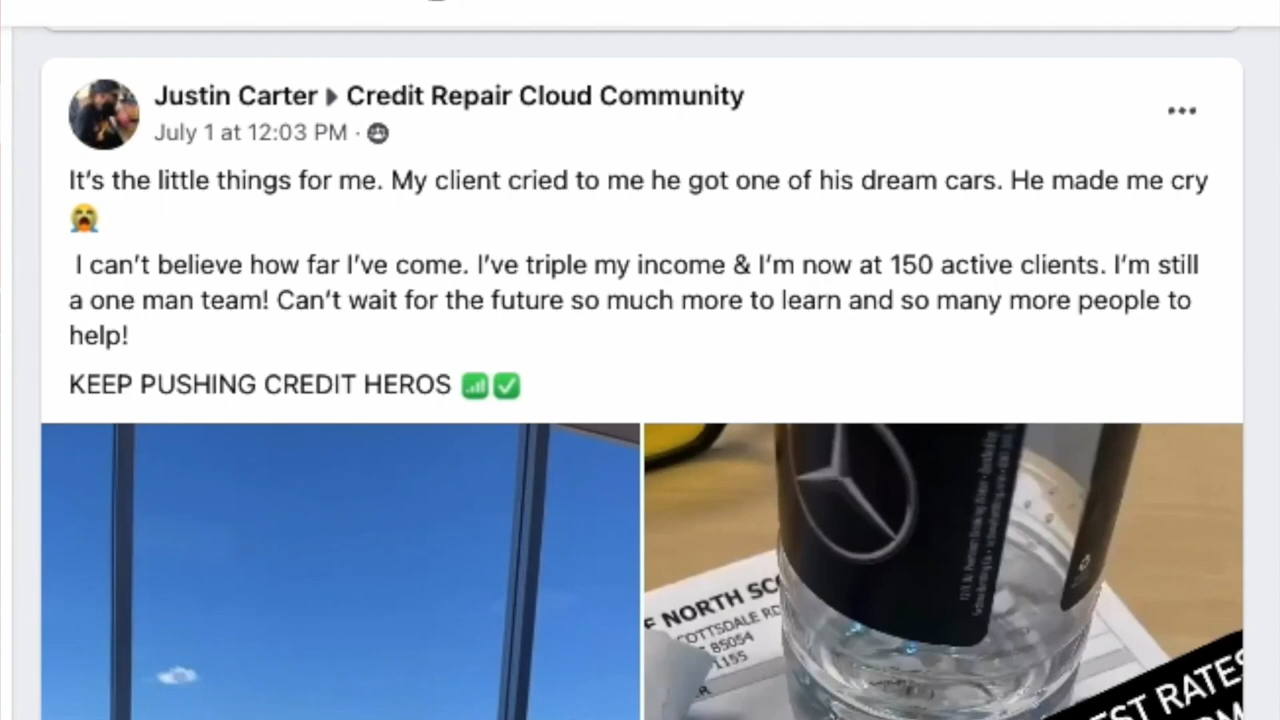 Justin Carter Credit Repair Cloud Community
July 1 at 12:03 PM ·
It's the little things for me. My client cried to me he got one of his dream cars. He made me cry
😭
I can't believe how far I've come. I've triple my income & I'm now at 150 active clients. I'm still
a one man team! Can't wait for the future so much more to learn and so many more people to
help!
KEEP PUSHING CREDIT HEROS 📶✅
NORTH SCO
COTTSDALE RD
85054
1155
EST RATES